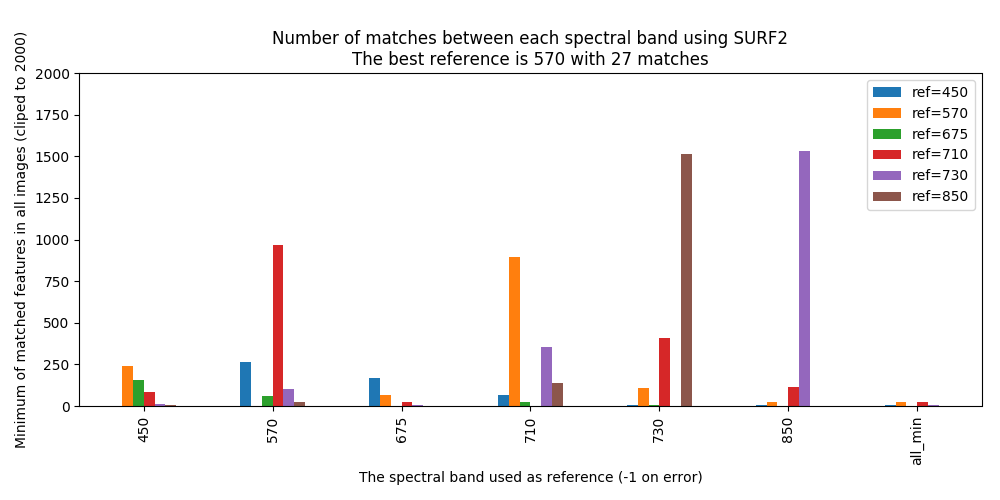 Number of matches between each spectral band using SURF2
The best reference is 570 with 27 matches
Minimum of matched features in all images (cliped to 2000)
2000
1750
1500
1250
1000
750
500
250
0
ref=450
ref=570
ref=675
ref=710
ref=730
ref=850
450
570
675
710
730
850
all_min
The spectral band used as reference (-1 on error)